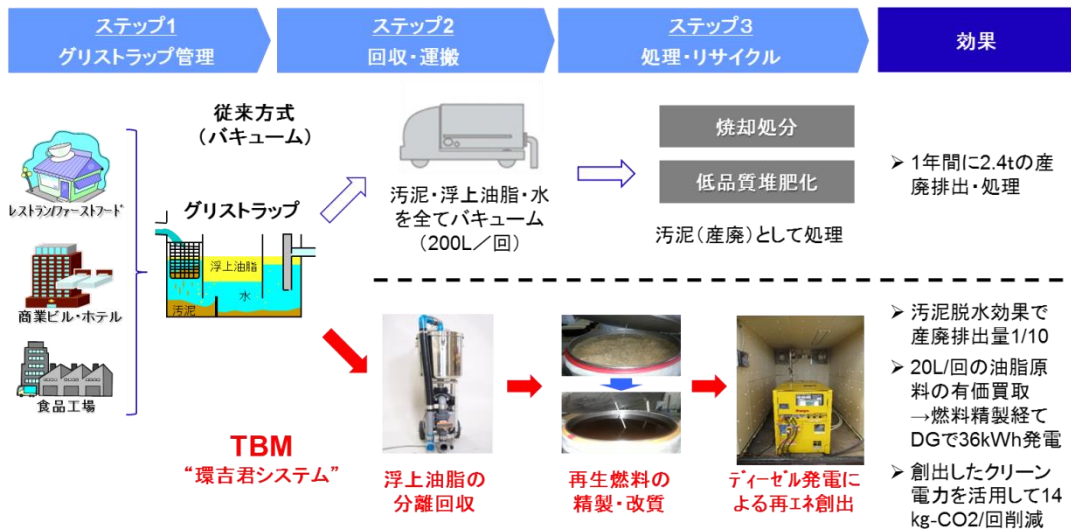 ステップ1
グリストラップ管理
ステップ2
回収・運搬
ステップ3
処理・リサイクル
効果
従来方式
(バキューム)
レストラン/ファーストフード
商業ビル・ホテル
食品工場
グリストラップ
浮上油脂
水
汚泥
汚泥・浮上油脂・水
を全てバキューム
(200L/回)
焼却処分
低品質堆肥化
汚泥(産廃)として処理
➢ 1年間に2.4tの産
廃排出・処理
TBM
“環吉君システム”
浮上油脂の
分離回収
再生燃料の
精製・改質
ディーゼル発電に
よる再エネ創出
➢ 汚泥脱水効果で
産廃排出量1/10
➢ 20L/回の油脂原
料の有価買取
→燃料精製経て
DGで36kWh発電
➢ 創出したクリーン
電力を活用して14
kg-CO2/回削減